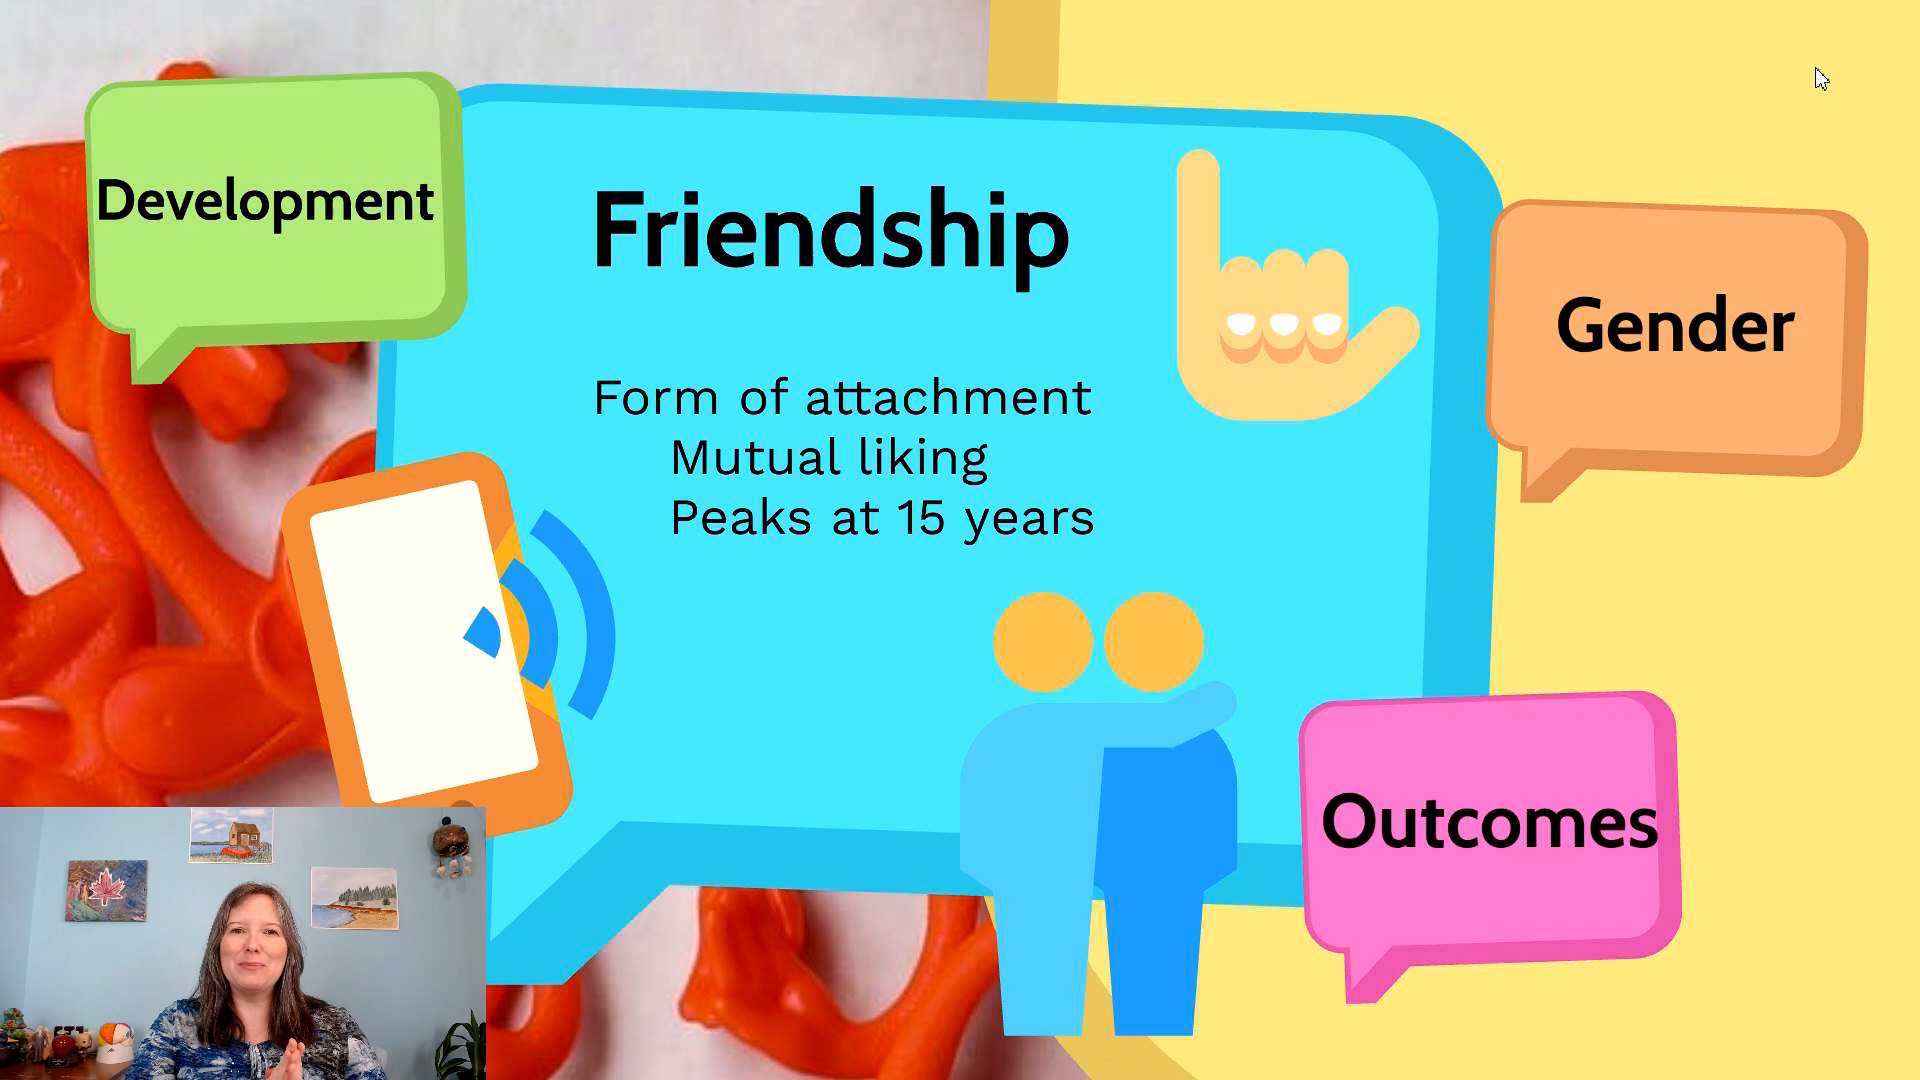 Development
Friendship
Gender
Form of attachment
Mutual liking
Peaks at 15 years
Outcomes